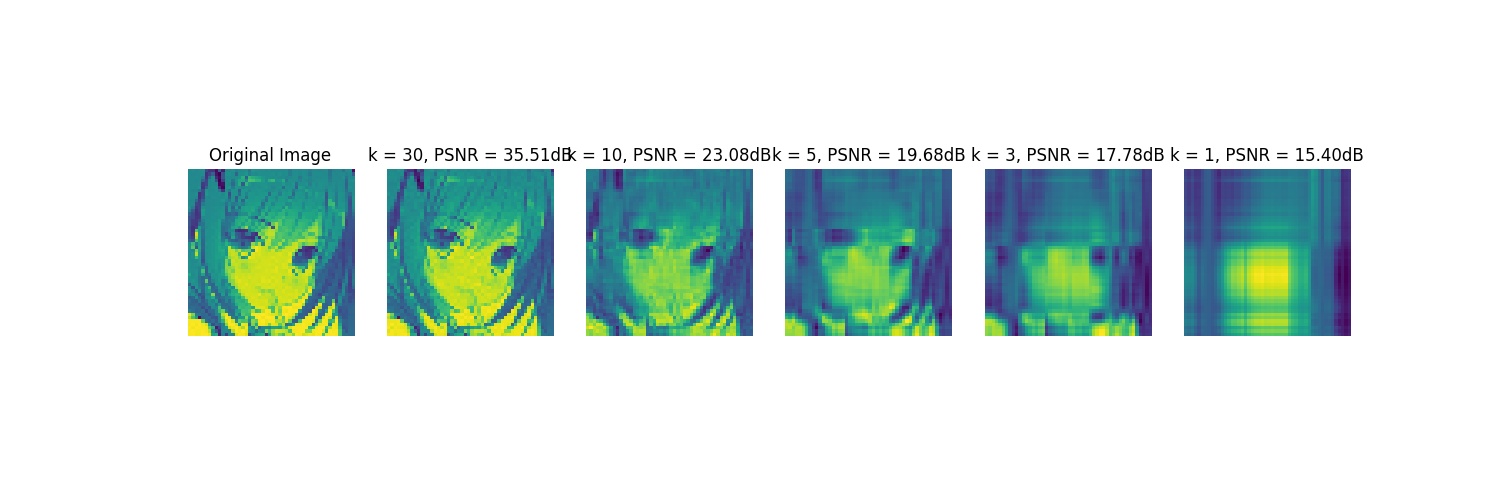 Original Image
k = 30, PSNR = 35.51dB
k = 10, PSNR = 23.08dB
k = 5, PSNR = 19.68dB
k = 3, PSNR = 17.78dB
k = 1, PSNR = 15.40dB